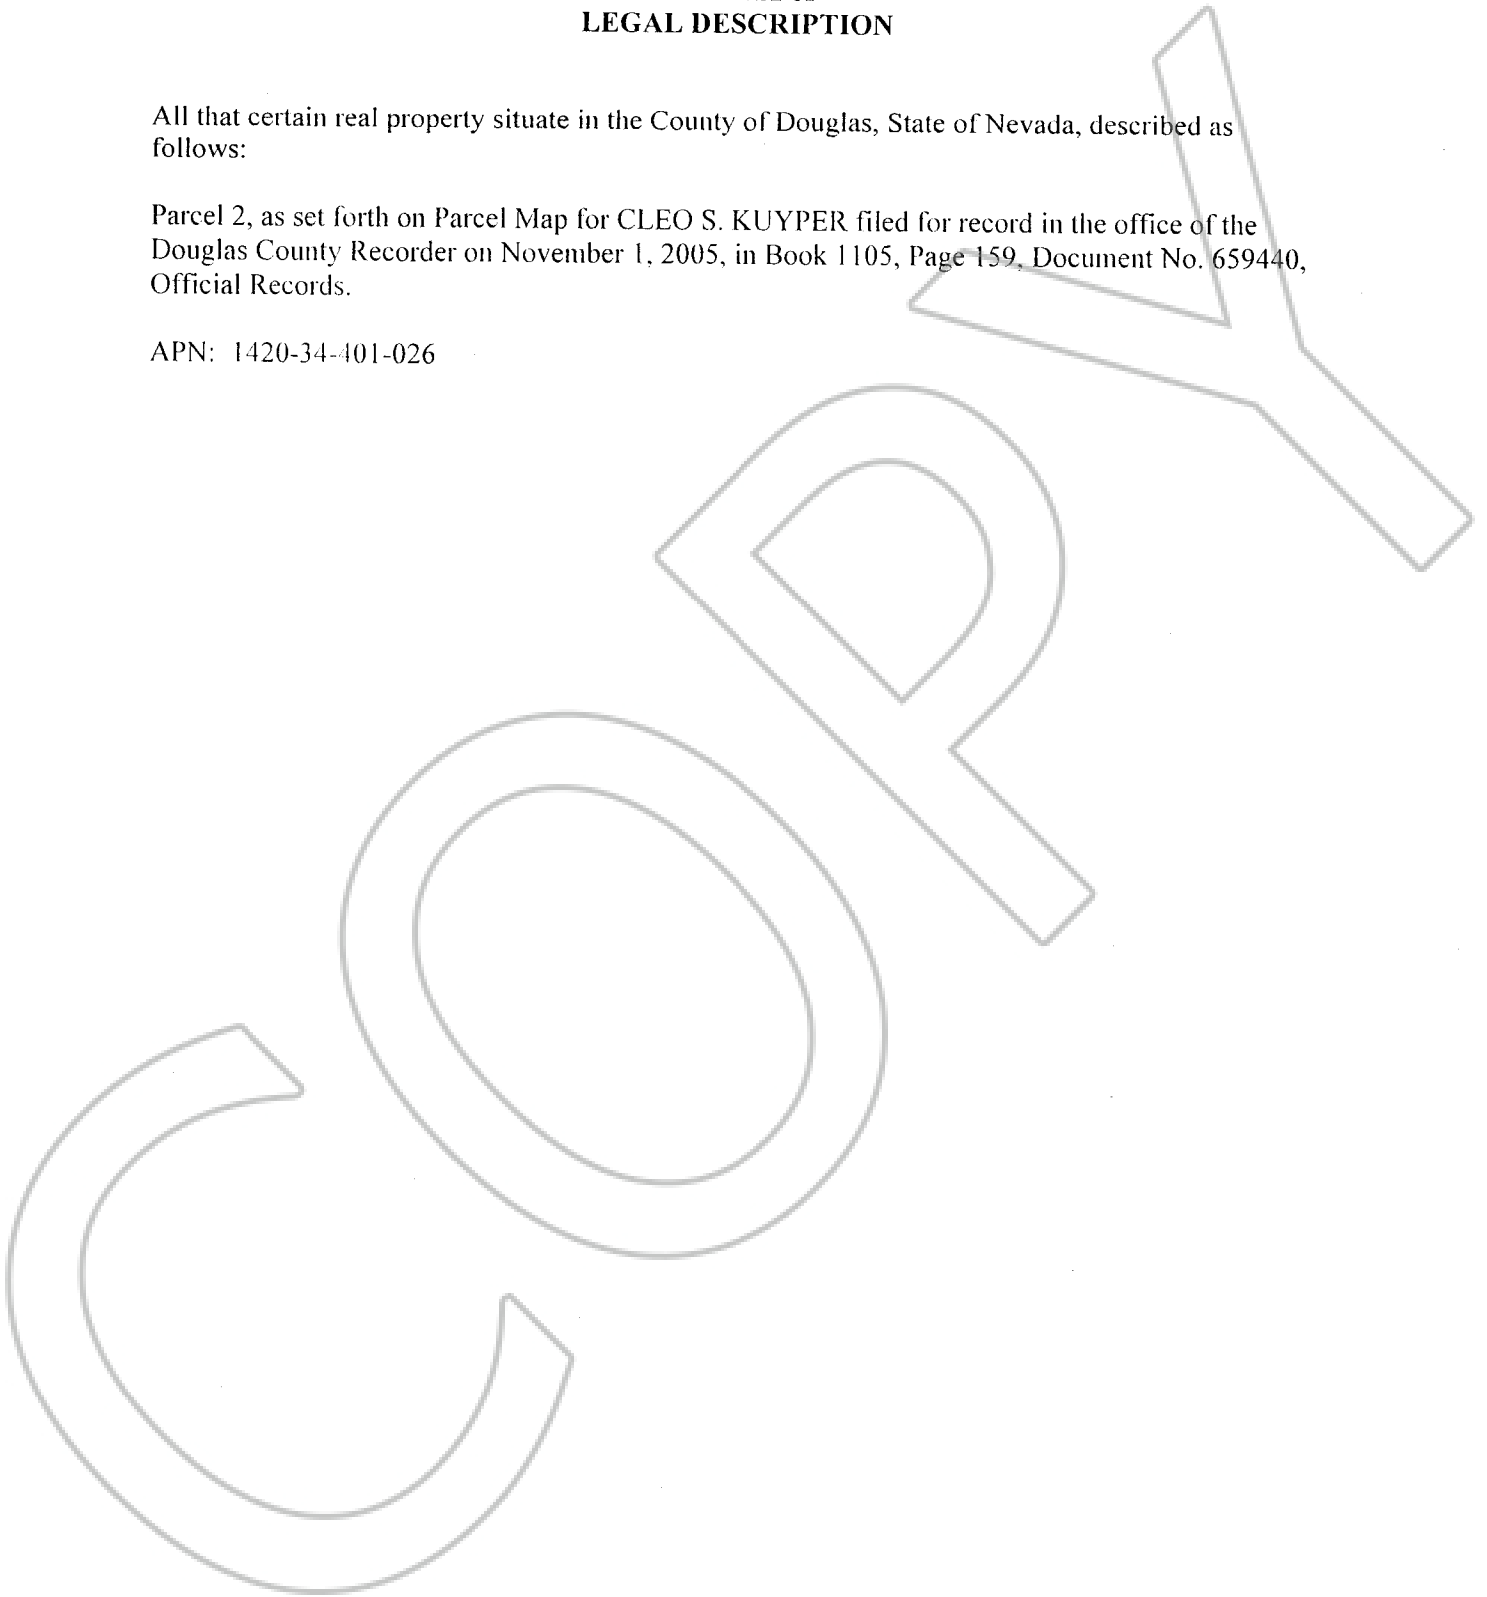 LEGAL DESCRIPTION
All that certain real property situate in the County of Douglas, State of Nevada, described as
follows:
Parcel 2, as set forth on Parcel Map for CLEO S. KUYPER filed for record in the office of the
Douglas County Recorder on November 1, 2005, in Book 1105, Page 159, Document No. 659440,
Official Records.
APN: 1420-34-401-026
COPY